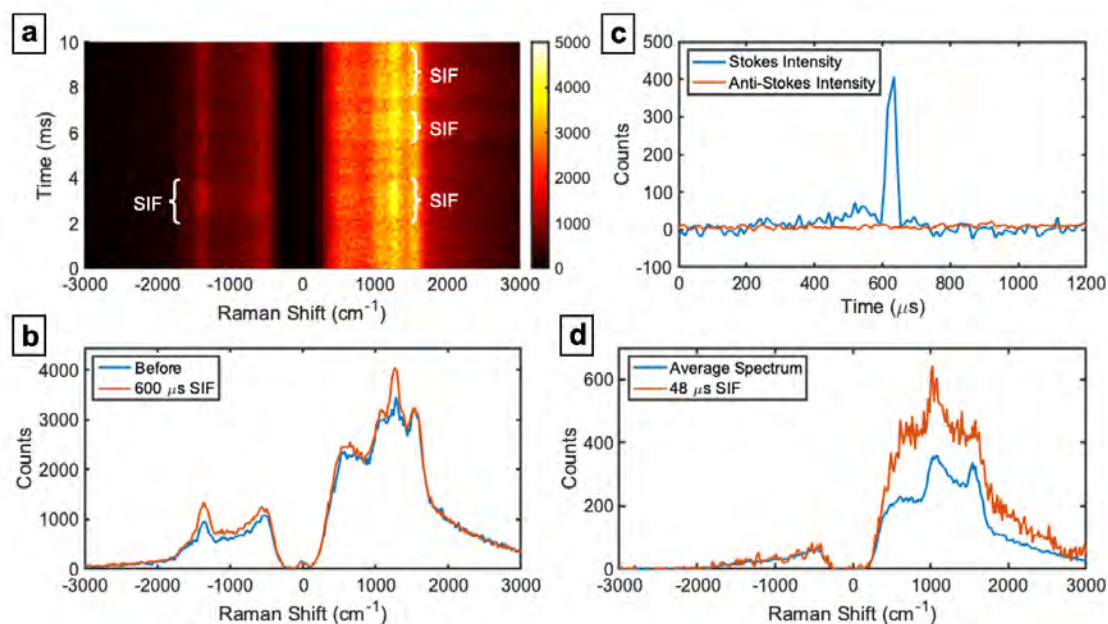 a
10
8
6
4
2
0
Time (ms)
SIF
SIF
SIF
SIF
-3000 -2000 -1000 0 1000 2000 3000
Raman Shift (cm⁻¹)
5000
4000
3000
2000
1000
0
c
500
400
300
200
100
0
-100
Counts
Stokes Intensity
Anti-Stokes Intensity
0 200 400 600 800 1000 1200
Time (μs)
b
4000
3000
2000
1000
0
Counts
Before
600 μs SIF
-3000 -2000 -1000 0 1000 2000 3000
Raman Shift (cm⁻¹)
d
600
400
200
0
Counts
Average Spectrum
48 μs SIF
-3000 -2000 -1000 0 1000 2000 3000
Raman Shift (cm⁻¹)